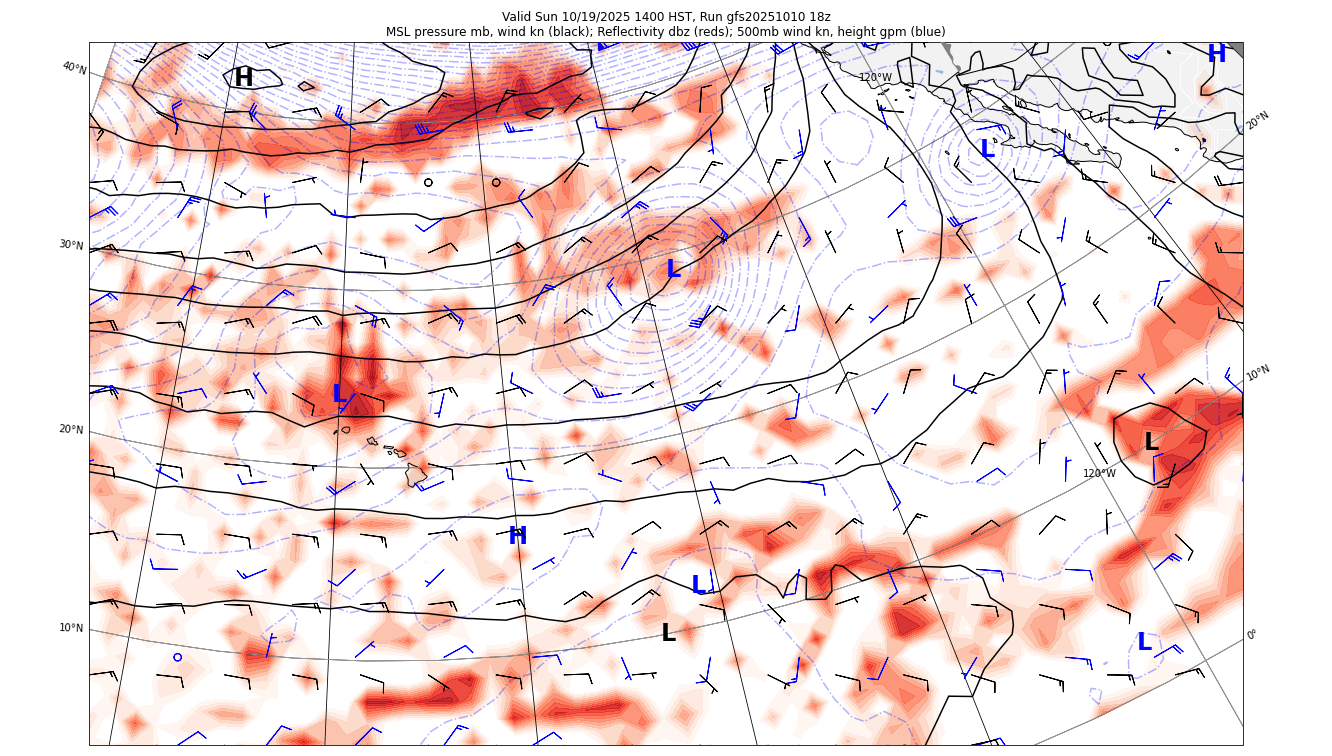 Valid Sun 10/19/2025 1400 HST, Run gfs20251010 18z
MSL pressure mb, wind kn (black); Reflectivity dbz (reds); 500mb wind kn, height gpm (blue)
H
H
40°N
120°W
20°N
L
30°N
L
10°N
L
20°N
L
120°W
H
L
10°N
L
0°
L